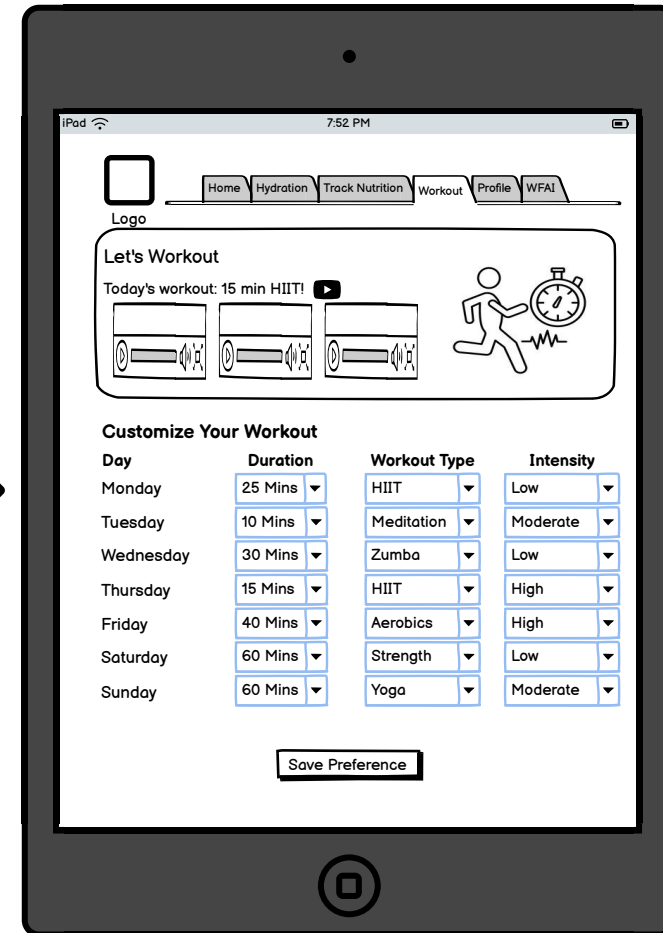 iPad 7:52 PM
Home Hydration Track Nutrition Workout Profile WFAI
Logo
Let's Workout
Today's workout: 15 min HIIT!
Customize Your Workout
Day Duration Workout Type Intensity
Monday 25 Mins HIIT Low
Tuesday 10 Mins Meditation Moderate
Wednesday 30 Mins Zumba Low
Thursday 15 Mins HIIT High
Friday 40 Mins Aerobics High
Saturday 60 Mins Strength Low
Sunday 60 Mins Yoga Moderate
Save Preference